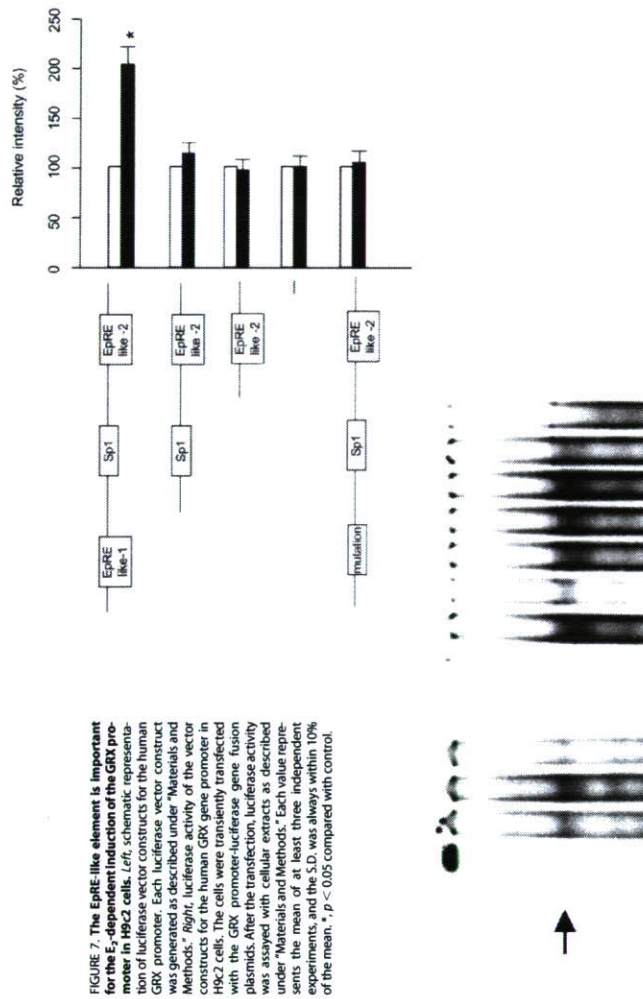 FIGURE 7. The EpRE-like element is important
for the E₂-dependent induction of the GRX pro-
moter in H9c2 cells. Left, schematic representa-
tion of luciferase vector constructs for the human
GRX promoter. Each luciferase vector construct
was generated as described under "Materials and
Methods." Right, luciferase activity of the vector
constructs for the human GRX gene promoter in
H9c2 cells. The cells were transiently transfected
with the GRX promoter-luciferase gene fusion
plasmids. After the transfection, luciferase activity
was assayed with cellular extracts as described
under "Materials and Methods." Each value repre-
sents the mean of at least three independent
experiments, and the S.D. was always within 10%
of the mean. *, p < 0.05 compared with control.
Relative intensity (%)
0 50 100 150 200 250
EpRE
like-1
Sp1
EpRE
like -2
*
Sp1
EpRE
like -2
EpRE
like -2
mutation
Sp1
EpRE
like -2